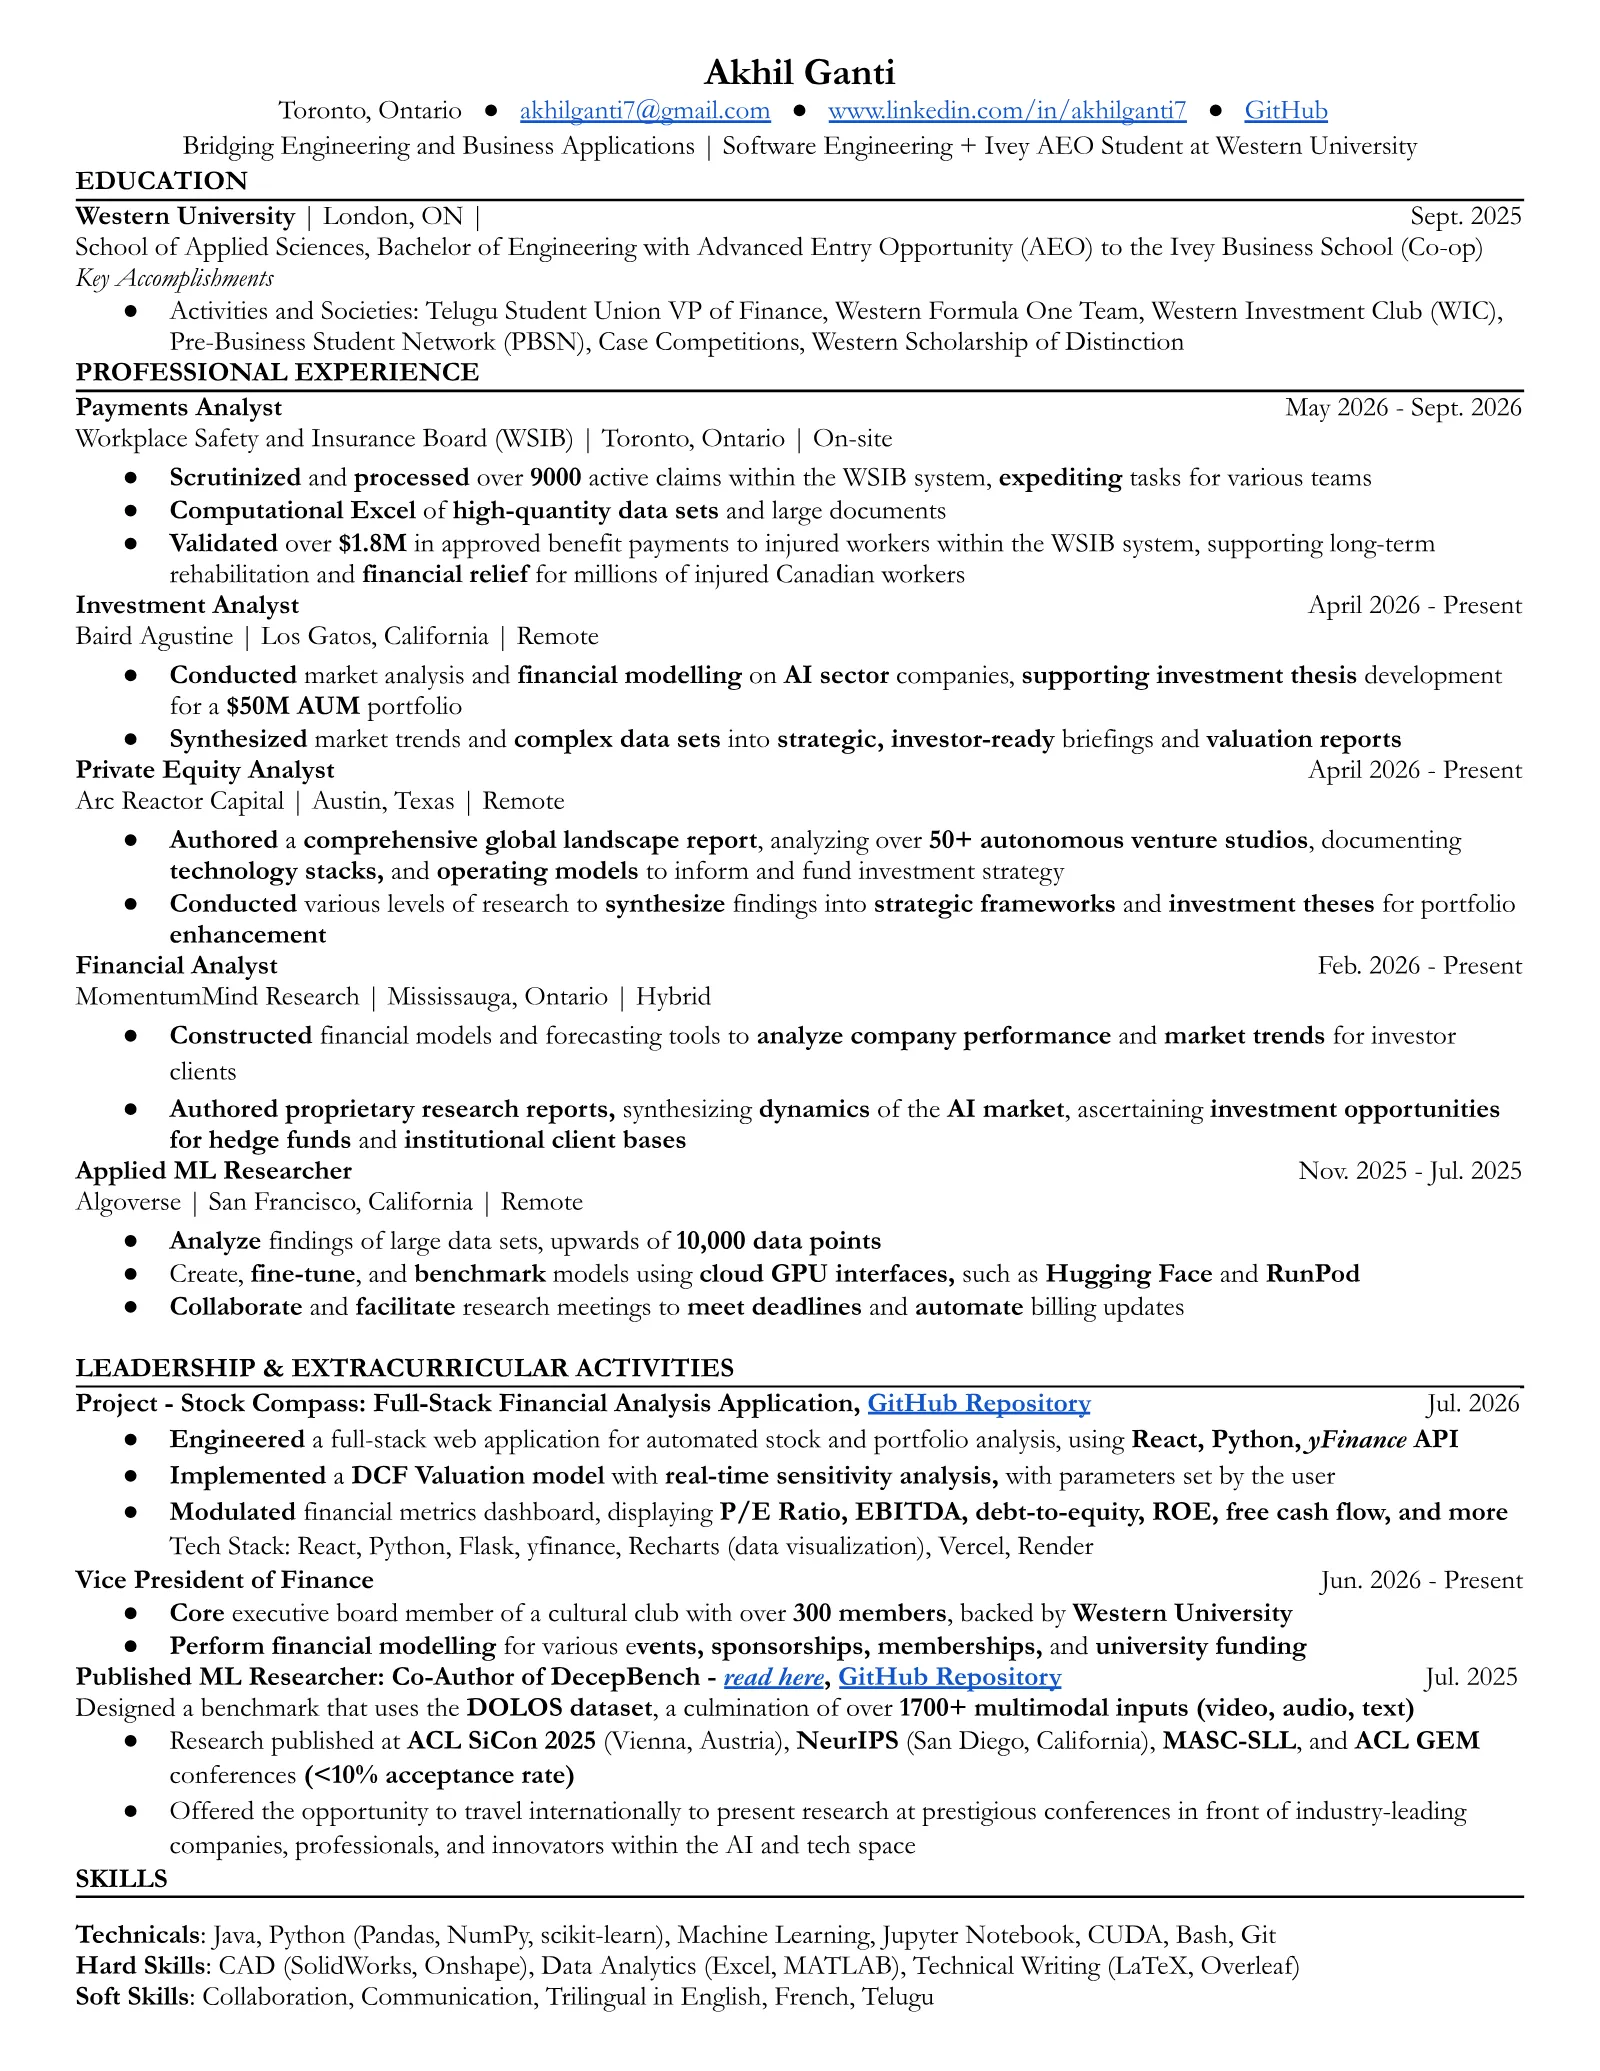 Akhil Ganti
Toronto, Ontario ● akhilganti7@gmail.com ● www.linkedin.com/in/akhilganti7 ● GitHub
Bridging Engineering and Business Applications | Software Engineering + Ivey AEO Student at Western University
EDUCATION
Western University | London, ON | Sept. 2025
School of Applied Sciences, Bachelor of Engineering with Advanced Entry Opportunity (AEO) to the Ivey Business School (Co-op)
Key Accomplishments
● Activities and Societies: Telugu Student Union VP of Finance, Western Formula One Team, Western Investment Club (WIC),
Pre-Business Student Network (PBSN), Case Competitions, Western Scholarship of Distinction
PROFESSIONAL EXPERIENCE
Payments Analyst May 2026 - Sept. 2026
Workplace Safety and Insurance Board (WSIB) | Toronto, Ontario | On-site
● Scrutinized and processed over 9000 active claims within the WSIB system, expediting tasks for various teams
● Computational Excel of high-quantity data sets and large documents
● Validated over $1.8M in approved benefit payments to injured workers within the WSIB system, supporting long-term
rehabilitation and financial relief for millions of injured Canadian workers
Investment Analyst April 2026 - Present
Baird Agustine | Los Gatos, California | Remote
● Conducted market analysis and financial modelling on AI sector companies, supporting investment thesis development
for a $50M AUM portfolio
● Synthesized market trends and complex data sets into strategic, investor-ready briefings and valuation reports
Private Equity Analyst April 2026 - Present
Arc Reactor Capital | Austin, Texas | Remote
● Authored a comprehensive global landscape report, analyzing over 50+ autonomous venture studios, documenting
technology stacks, and operating models to inform and fund investment strategy
● Conducted various levels of research to synthesize findings into strategic frameworks and investment theses for portfolio
enhancement
Financial Analyst Feb. 2026 - Present
MomentumMind Research | Mississauga, Ontario | Hybrid
● Constructed financial models and forecasting tools to analyze company performance and market trends for investor
clients
● Authored proprietary research reports, synthesizing dynamics of the AI market, ascertaining investment opportunities
for hedge funds and institutional client bases
Applied ML Researcher Nov. 2025 - Jul. 2025
Algoverse | San Francisco, California | Remote
● Analyze findings of large data sets, upwards of 10,000 data points
● Create, fine-tune, and benchmark models using cloud GPU interfaces, such as Hugging Face and RunPod
● Collaborate and facilitate research meetings to meet deadlines and automate billing updates
LEADERSHIP & EXTRACURRICULAR ACTIVITIES
Project - Stock Compass: Full-Stack Financial Analysis Application, GitHub Repository Jul. 2026
● Engineered a full-stack web application for automated stock and portfolio analysis, using React, Python, yFinance API
● Implemented a DCF Valuation model with real-time sensitivity analysis, with parameters set by the user
● Modulated financial metrics dashboard, displaying P/E Ratio, EBITDA, debt-to-equity, ROE, free cash flow, and more
Tech Stack: React, Python, Flask, yfinance, Recharts (data visualization), Vercel, Render
Vice President of Finance Jun. 2026 - Present
● Core executive board member of a cultural club with over 300 members, backed by Western University
● Perform financial modelling for various events, sponsorships, memberships, and university funding
Published ML Researcher: Co-Author of DecepBench - read here, GitHub Repository Jul. 2025
Designed a benchmark that uses the DOLOS dataset, a culmination of over 1700+ multimodal inputs (video, audio, text)
● Research published at ACL SiCon 2025 (Vienna, Austria), NeurIPS (San Diego, California), MASC-SLL, and ACL GEM
conferences (<10% acceptance rate)
● Offered the opportunity to travel internationally to present research at prestigious conferences in front of industry-leading
companies, professionals, and innovators within the AI and tech space
SKILLS
Technicals: Java, Python (Pandas, NumPy, scikit-learn), Machine Learning, Jupyter Notebook, CUDA, Bash, Git
Hard Skills: CAD (SolidWorks, Onshape), Data Analytics (Excel, MATLAB), Technical Writing (LaTeX, Overleaf)
Soft Skills: Collaboration, Communication, Trilingual in English, French, Telugu